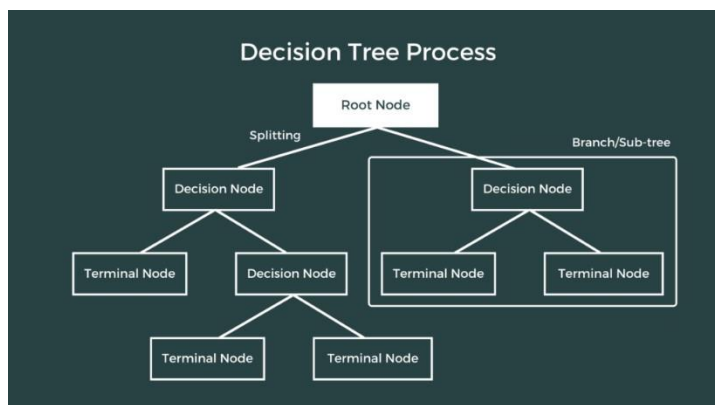 Decision Tree Process
Root Node
Splitting
Branch/Sub-tree
Decision Node
Decision Node
Terminal Node
Decision Node
Terminal Node
Terminal Node
Terminal Node
Terminal Node